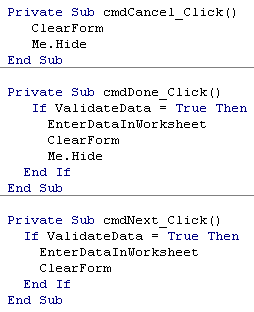 Private Sub cmdCancel_Click()
   ClearForm
   Me.Hide
End Sub
Private Sub cmdDone_Click()
   If ValidateData = True Then
     EnterDataInWorksheet
     ClearForm
     Me.Hide
  End If
End Sub
Private Sub cmdNext_Click()
  If ValidateData = True Then
    EnterDataInWorksheet
    ClearForm
  End If
End Sub